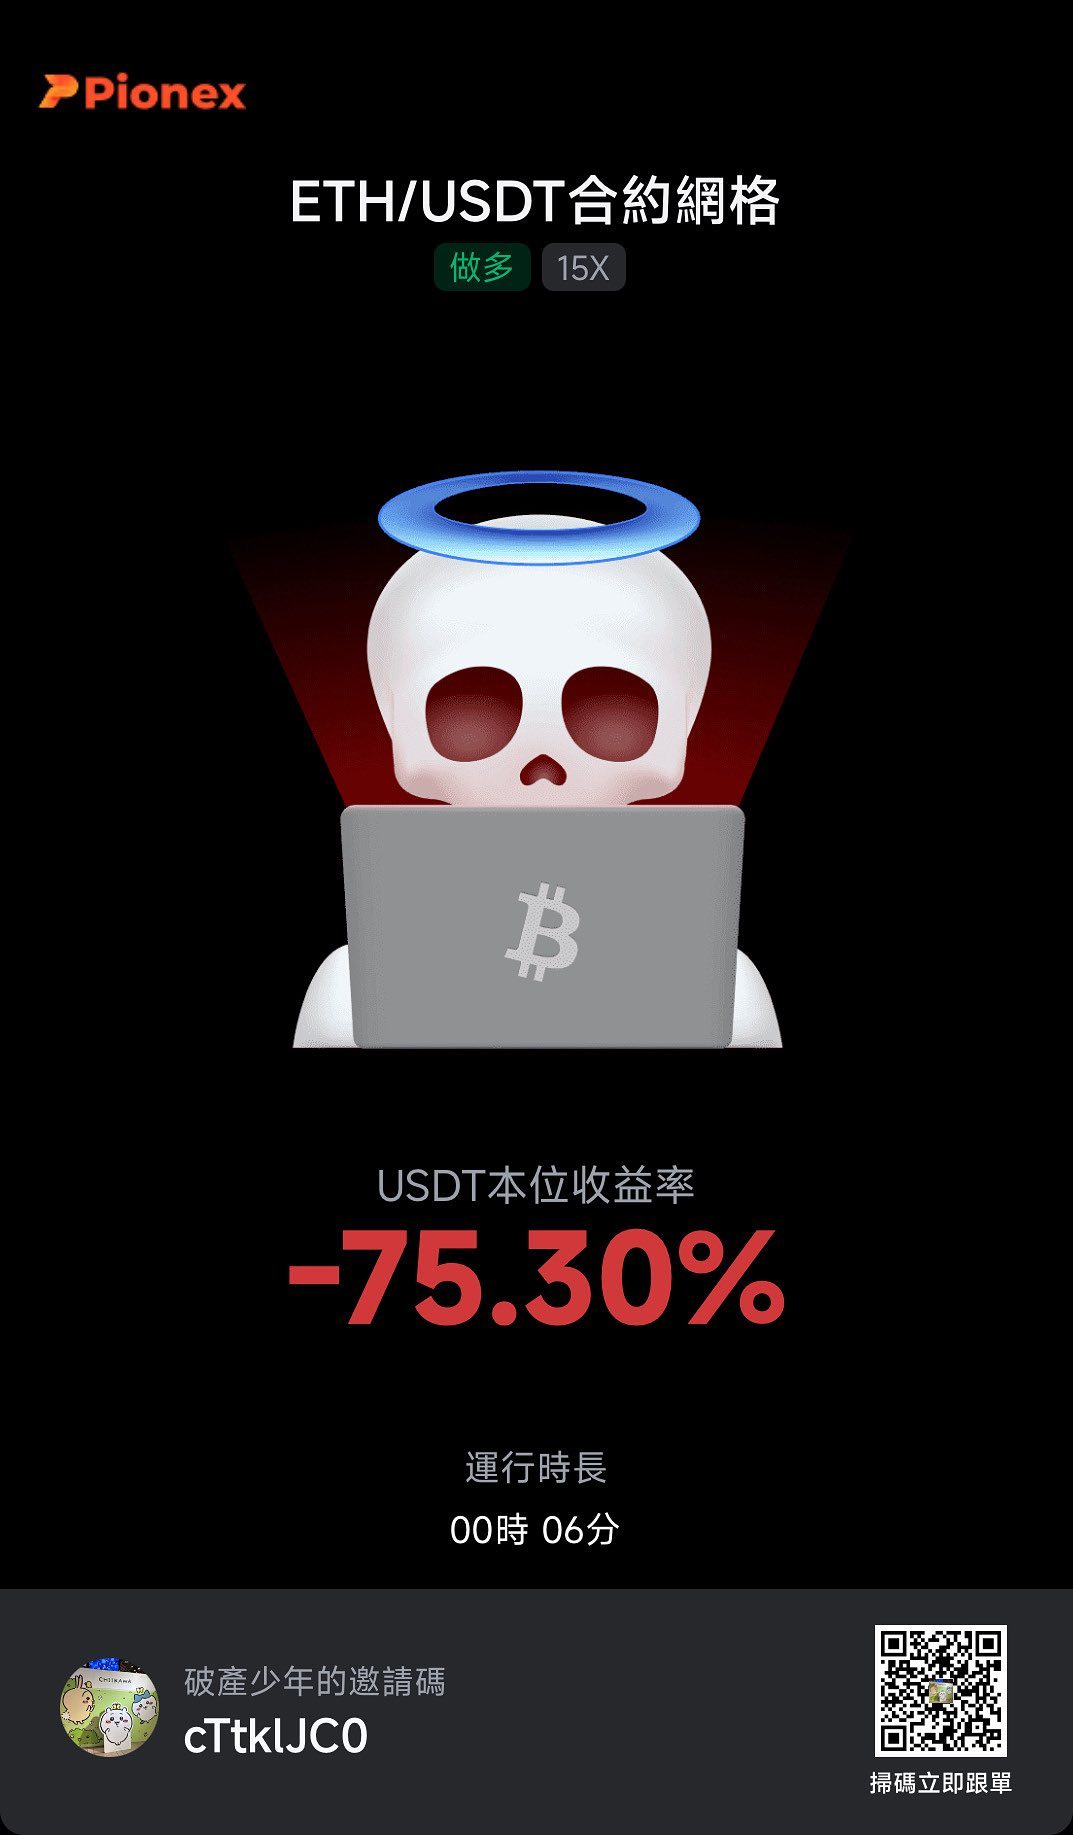 Pionex
ETH/USDT合約網格
做多 15X
USDT本位收益率
-75.30%
運行時長
00時 06分
CHIIKAWA
破產少年的邀請碼
cTtklJC0
掃碼立即跟單